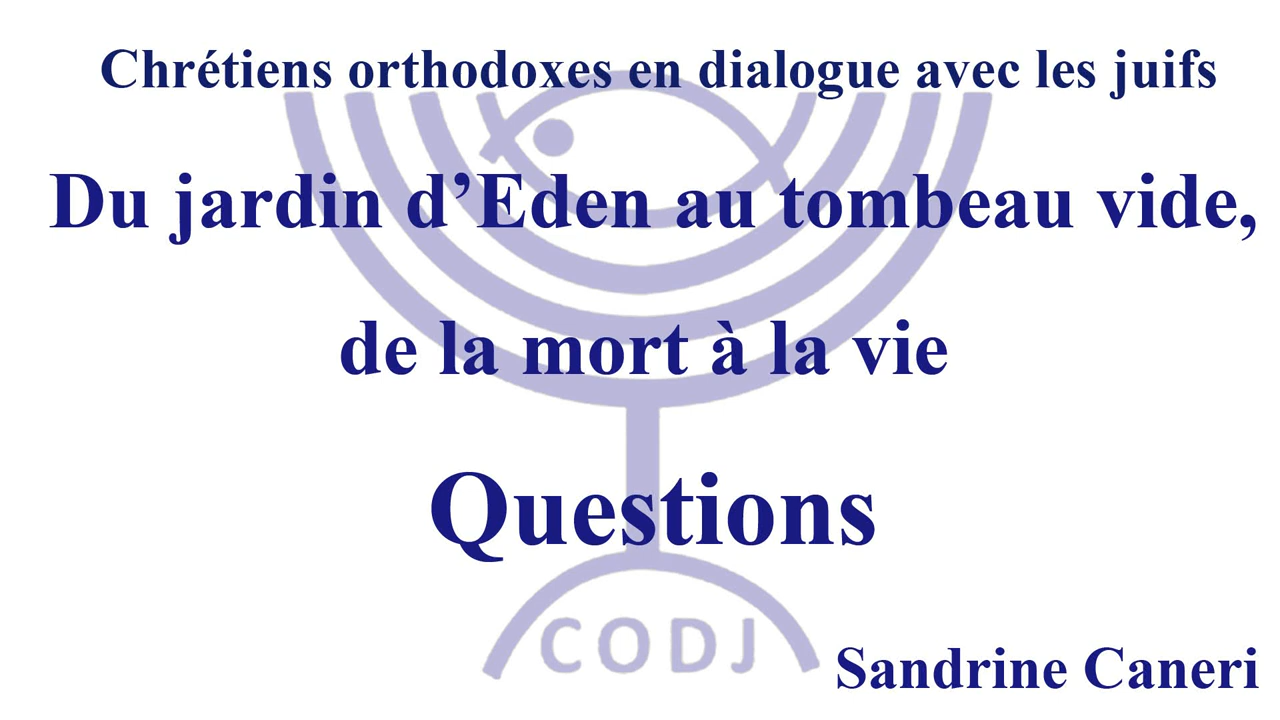 Chrétiens orthodoxes en dialogue avec les juifs
Du jardin d’Eden au tombeau vide,
de la mort à la vie
Questions
CODJ
Sandrine Caneri